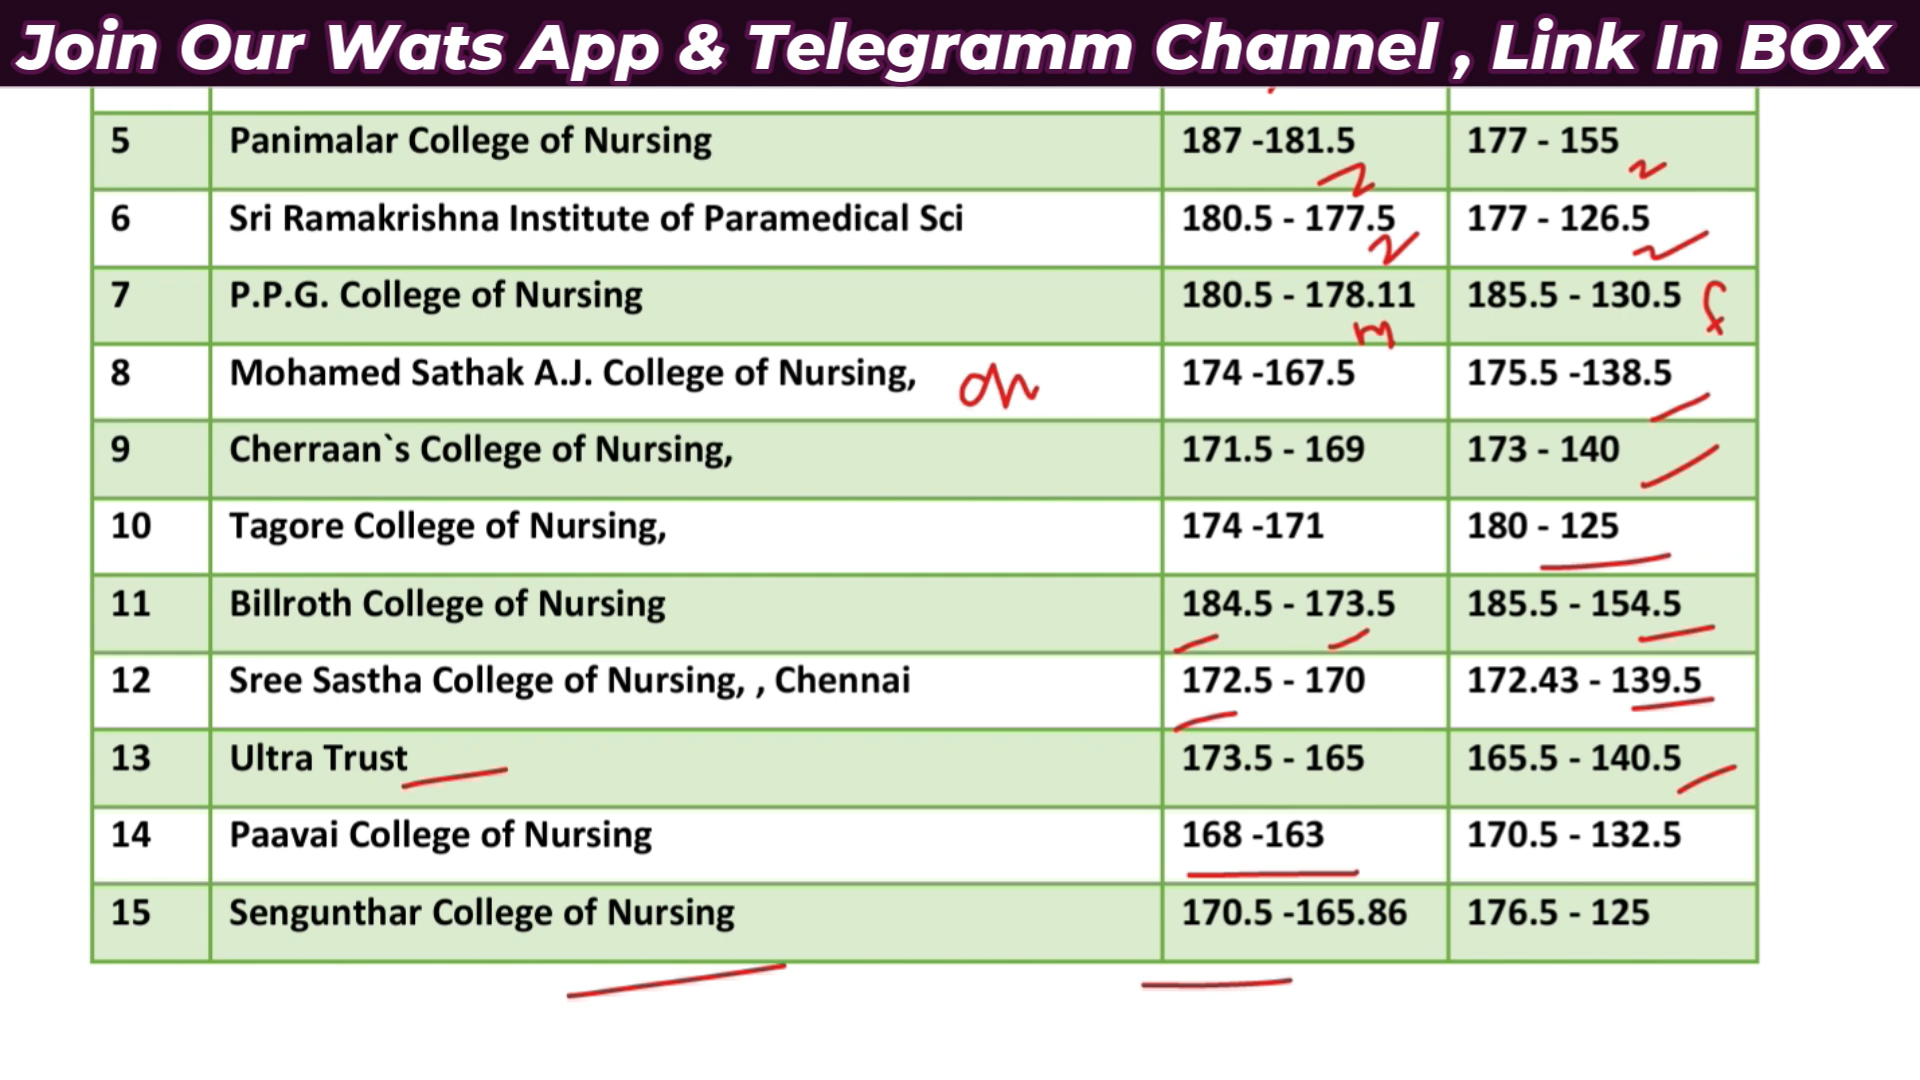 Join Our Wats App & Telegramm Channel , Link In BOX
5 Panimalar College of Nursing 187 -181.5 177 - 155
6 Sri Ramakrishna Institute of Paramedical Sci 180.5 - 177.5 177 - 126.5
7 P.P.G. College of Nursing 180.5 - 178.11 185.5 - 130.5
8 Mohamed Sathak A.J. College of Nursing, 174 -167.5 175.5 -138.5
9 Cherraan`s College of Nursing, 171.5 - 169 173 - 140
10 Tagore College of Nursing, 174 -171 180 - 125
11 Billroth College of Nursing 184.5 - 173.5 185.5 - 154.5
12 Sree Sastha College of Nursing, , Chennai 172.5 - 170 172.43 - 139.5
13 Ultra Trust 173.5 - 165 165.5 - 140.5
14 Paavai College of Nursing 168 -163 170.5 - 132.5
15 Sengunthar College of Nursing 170.5 -165.86 176.5 - 125